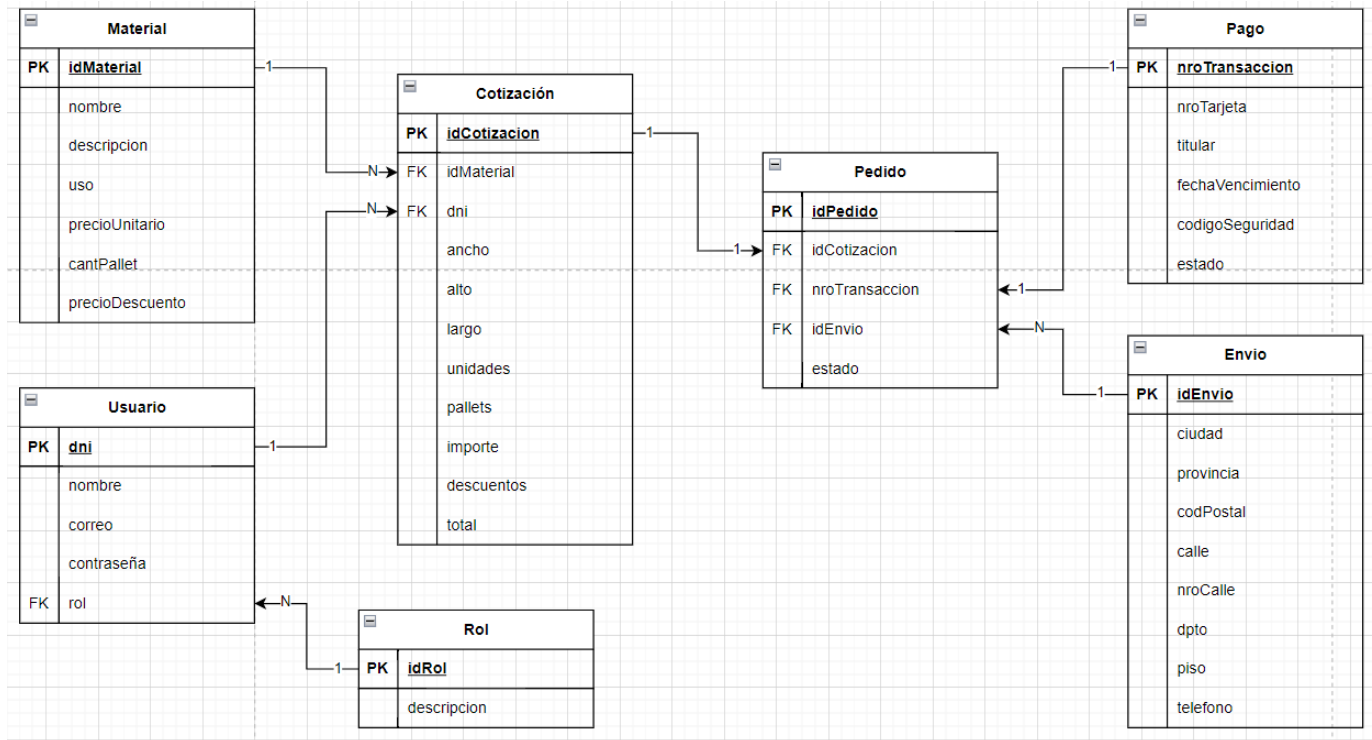 Material
PK idMaterial
nombre
descripcion
uso
precioUnitario
cantPallet
precioDescuento
1
N
Usuario
PK dni
nombre
correo
contraseña
FK rol
1
N
N
1
Rol
PK idRol
descripcion
Cotización
PK idCotizacion
FK idMaterial
FK dni
ancho
alto
largo
unidades
pallets
importe
descuentos
total
1
1
Pedido
PK idPedido
FK idCotizacion
FK nroTransaccion
FK idEnvio
estado
1
1
N
1
Pago
PK nroTransaccion
nroTarjeta
titular
fechaVencimiento
codigoSeguridad
estado
Envio
PK idEnvio
ciudad
provincia
codPostal
calle
nroCalle
dpto
piso
telefono